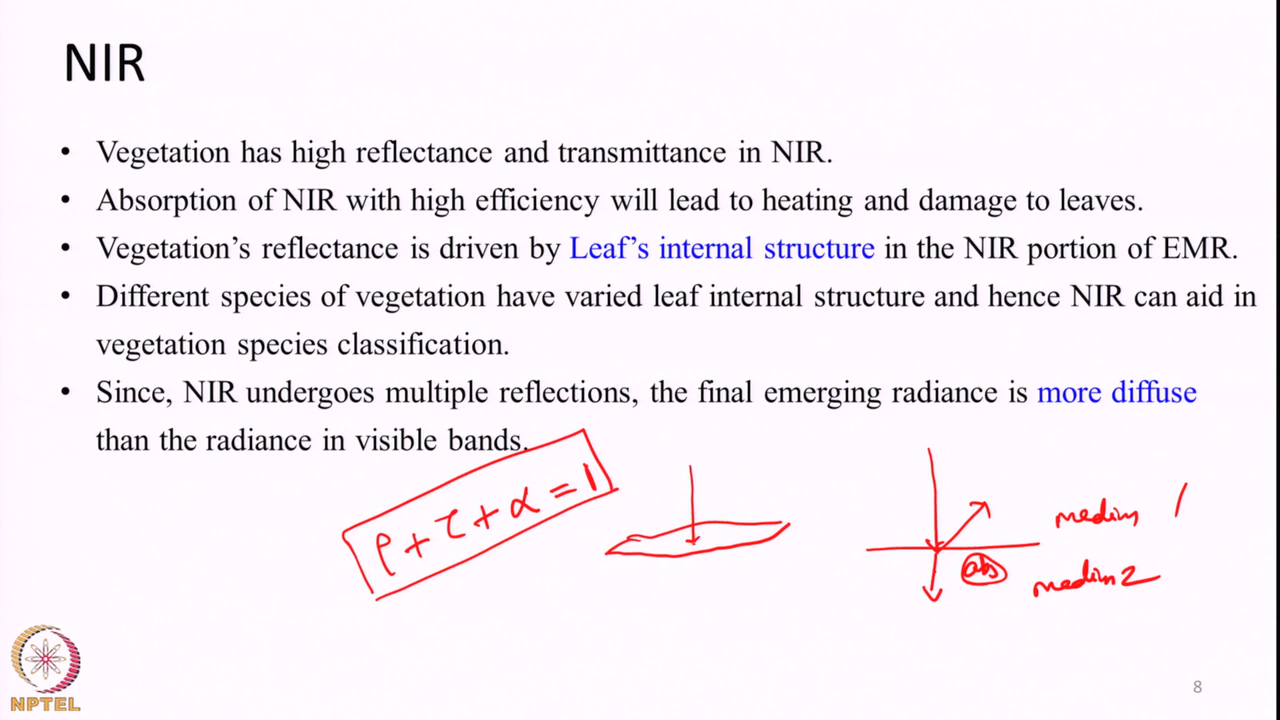 NIR
• Vegetation has high reflectance and transmittance in NIR.
• Absorption of NIR with high efficiency will lead to heating and damage to leaves.
• Vegetation's reflectance is driven by Leaf's internal structure in the NIR portion of EMR.
• Different species of vegetation have varied leaf internal structure and hence NIR can aid in
vegetation species classification.
• Since, NIR undergoes multiple reflections, the final emerging radiance is more diffuse
than the radiance in visible bands.
ρ + τ + α = 1
medim 1
abs
medim 2
NPTEL
8